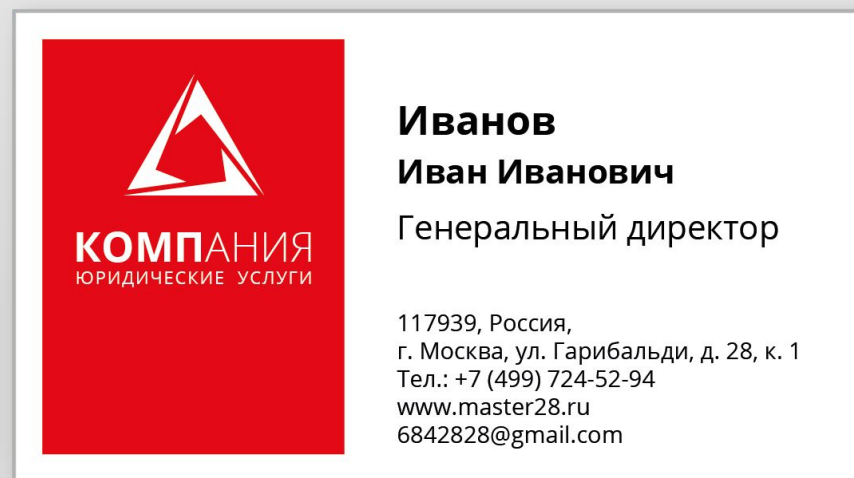 КОМПАНИЯ
ЮРИДИЧЕСКИЕ УСЛУГИ
Иванов
Иван Иванович
Генеральный директор
117939, Россия,
г. Москва, ул. Гарибальди, д. 28, к. 1
Тел.: +7 (499) 724-52-94
www.master28.ru
6842828@gmail.com